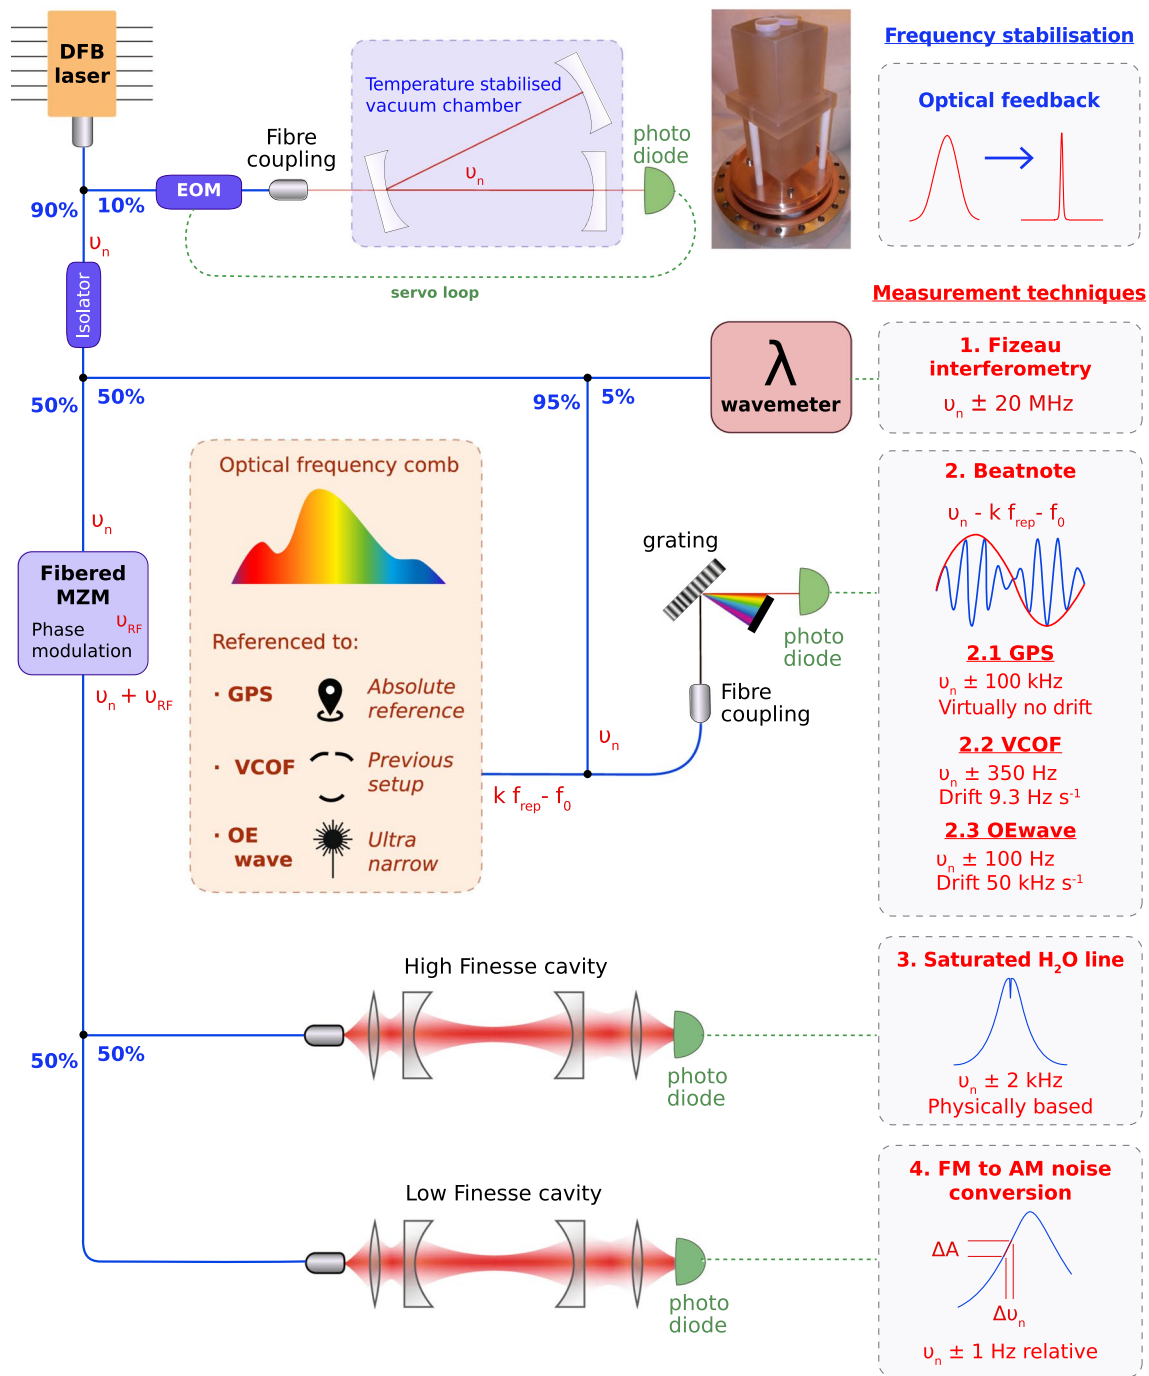 DFB
laser
Temperature stabilised
vacuum chamber
Fibre
coupling
photo
diode
Frequency stabilisation
Optical feedback
90%
10%
EOM
υn
υn
Isolator
servo loop
Measurement techniques
50%
50%
95%
5%
λ
wavemeter
1. Fizeau
interferometry
υn ± 20 MHz
Optical frequency comb
2. Beatnote
υn - k frep- f0
υn
Fibered
MZM
Phase
modulation
υRF
υn + υRF
grating
photo
diode
Fibre
coupling
Referenced to:
· GPS
Absolute
reference
· VCOF
Previous
setup
· OE
wave
Ultra
narrow
υn
k frep- f0
2.1 GPS
υn ± 100 kHz
Virtually no drift
2.2 VCOF
υn ± 350 Hz
Drift 9.3 Hz s-1
2.3 OEwave
υn ± 100 Hz
Drift 50 kHz s-1
High Finesse cavity
photo
diode
3. Saturated H2O line
υn ± 2 kHz
Physically based
50%
50%
Low Finesse cavity
photo
diode
4. FM to AM noise
conversion
ΔA
Δυn
υn ± 1 Hz relative